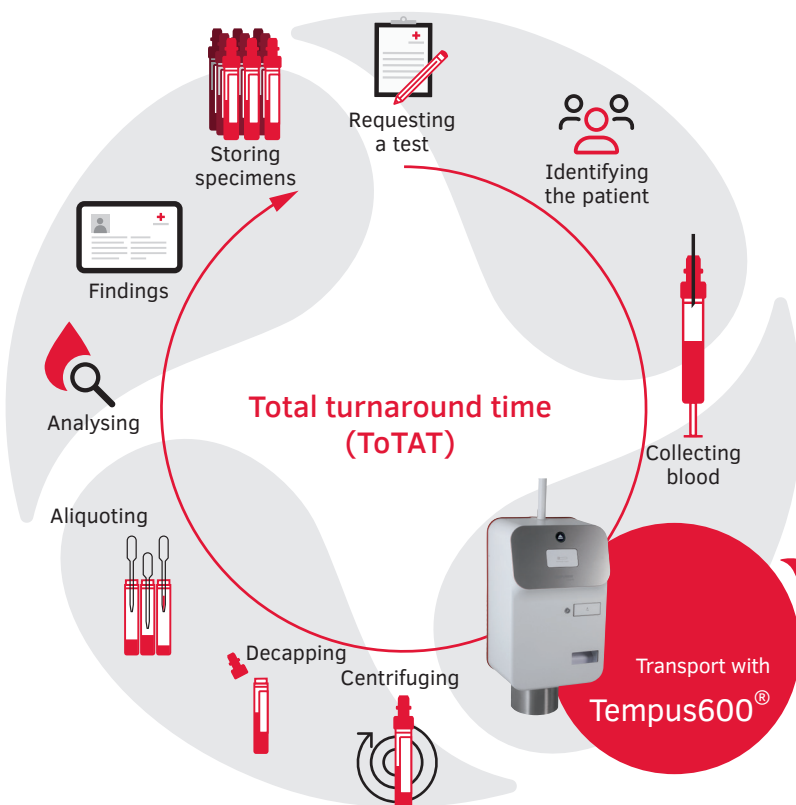 Requesting
a test
Identifying
the patient
Collecting
blood
Transport with
Tempus600®
Centrifuging
Decapping
Aliquoting
Analysing
Findings
Storing
specimens
Total turnaround time
(ToTAT)